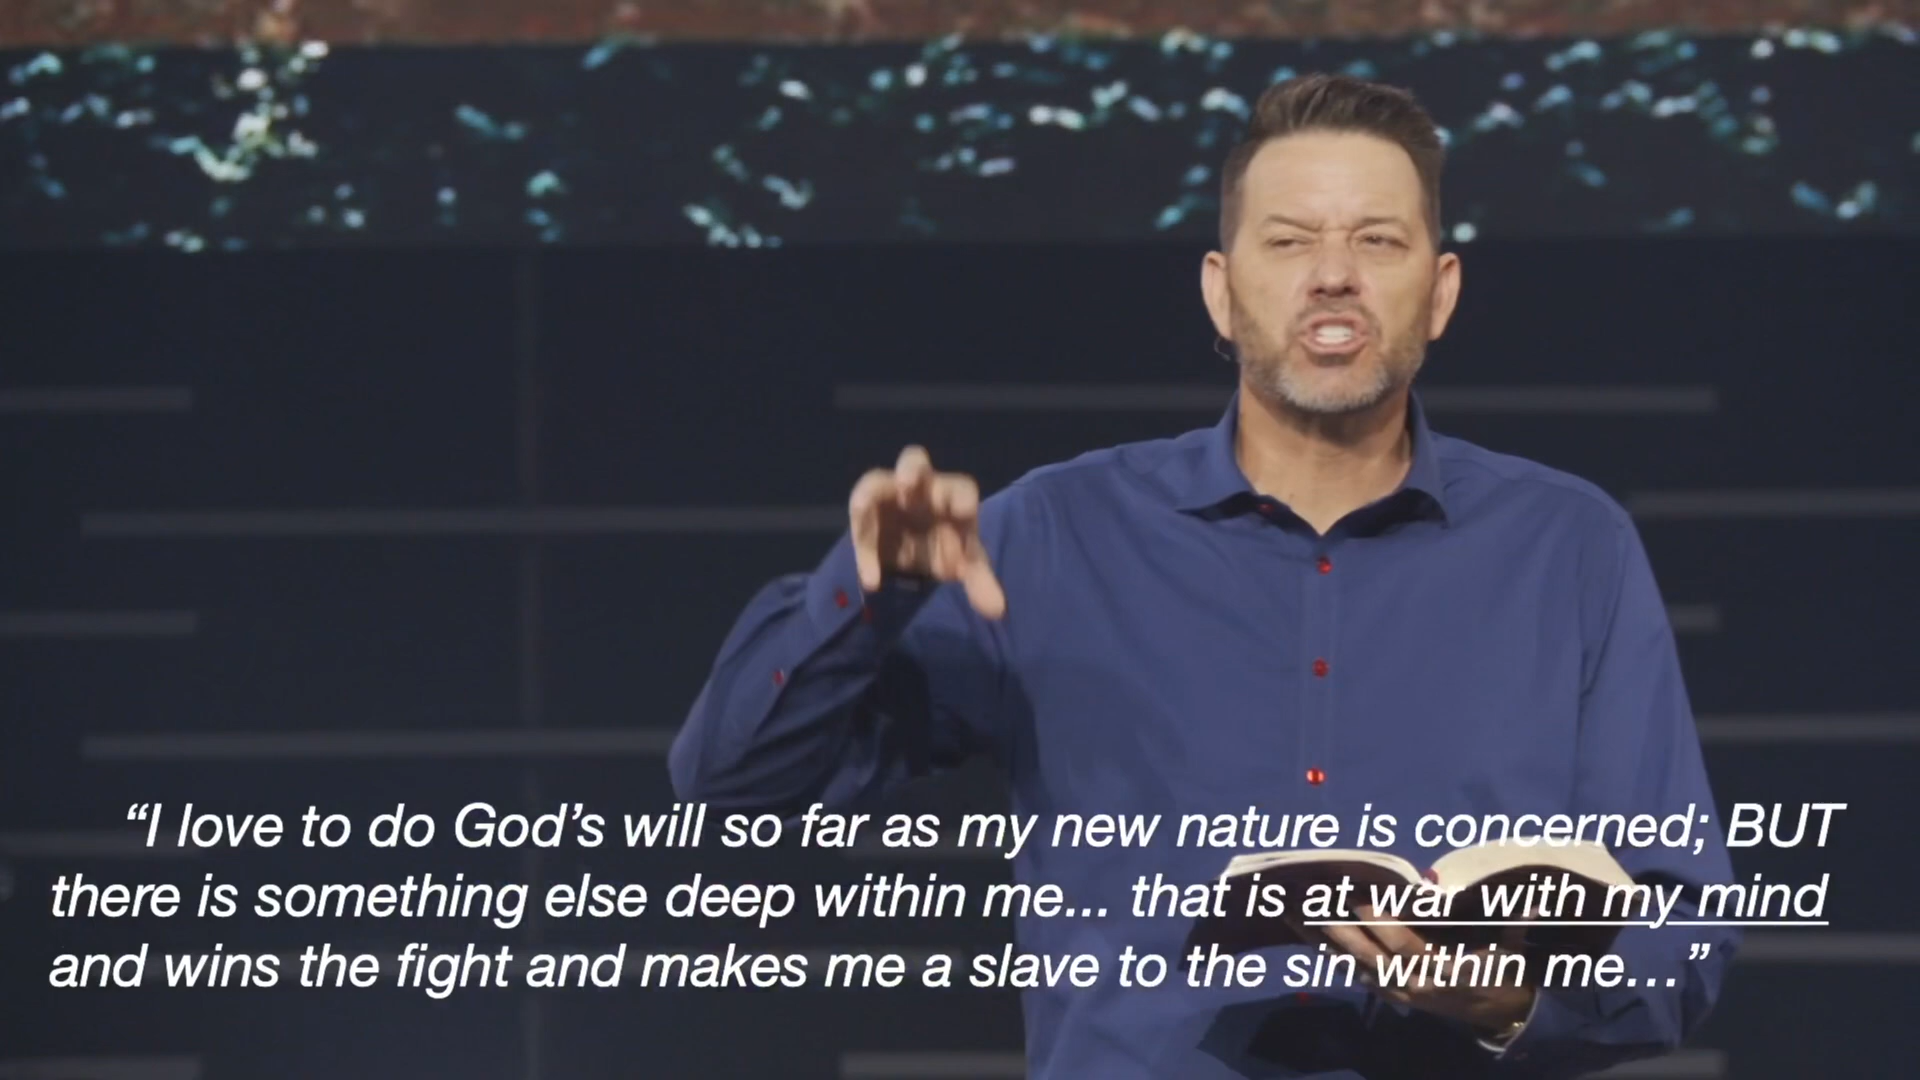 “I love to do God’s will so far as my new nature is concerned; BUT
there is something else deep within me... that is at war with my mind
and wins the fight and makes me a slave to the sin within me…”